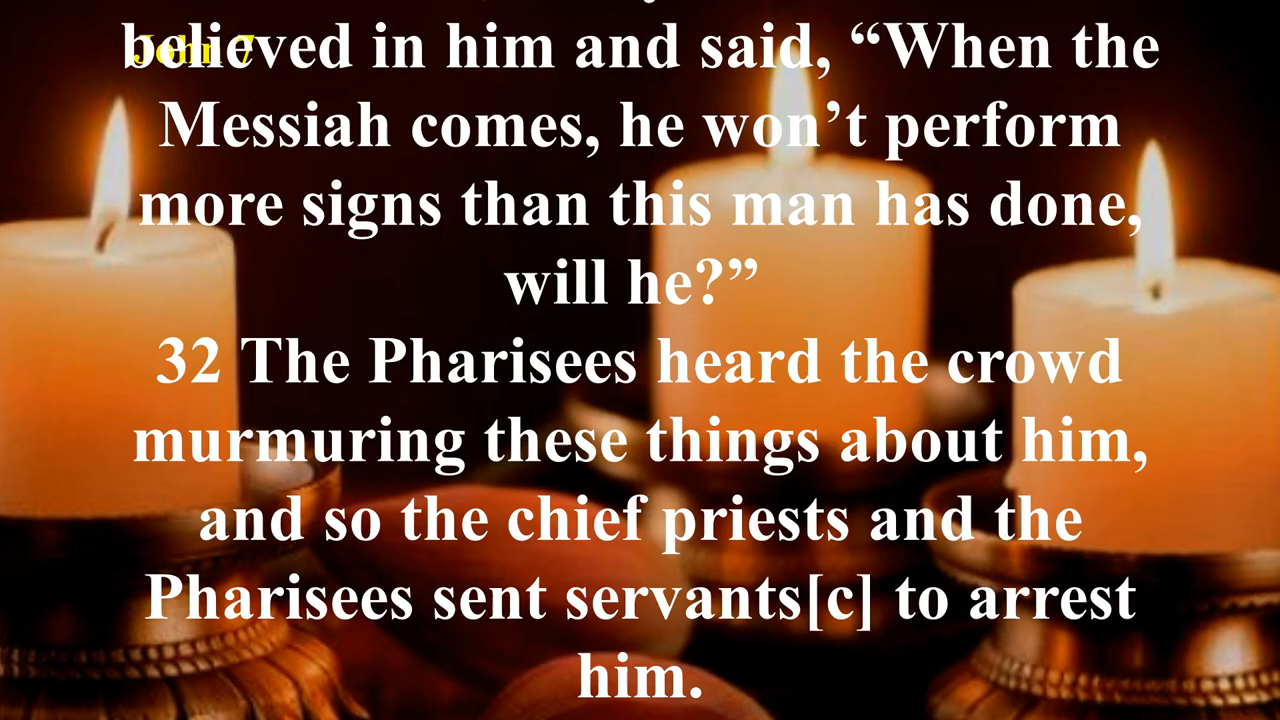 John 7
believed in him and said, “When the
Messiah comes, he won’t perform
more signs than this man has done,
will he?”
32 The Pharisees heard the crowd
murmuring these things about him,
and so the chief priests and the
Pharisees sent servants[c] to arrest
him.